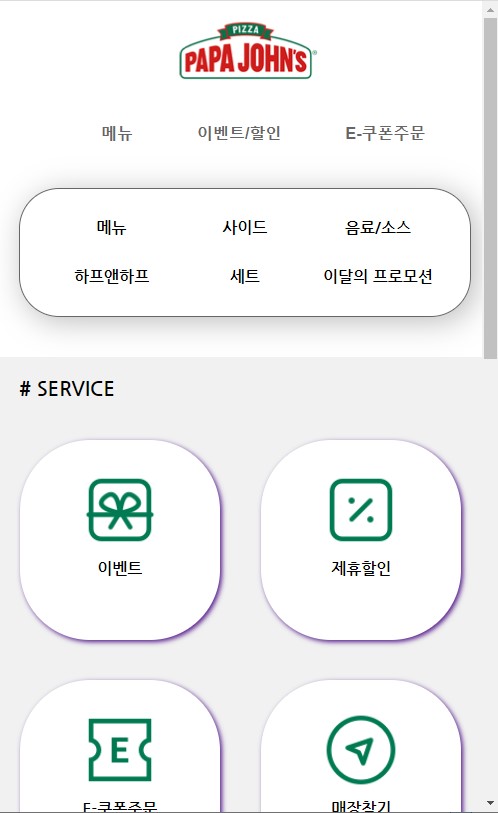 PIZZA
PAPA JOHN'S
메뉴 이벤트/할인 E-쿠폰주문
메뉴 사이드 음료/소스
하프앤하프 세트 이달의 프로모션
# SERVICE
이벤트 제휴할인
E
E-쿠폰주문 매장찾기